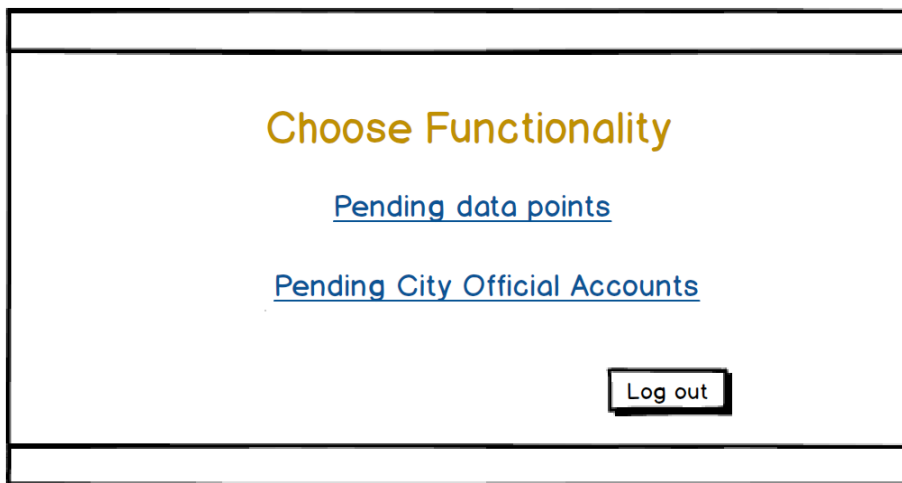 Choose Functionality
Pending data points
Pending City Official Accounts
Log out